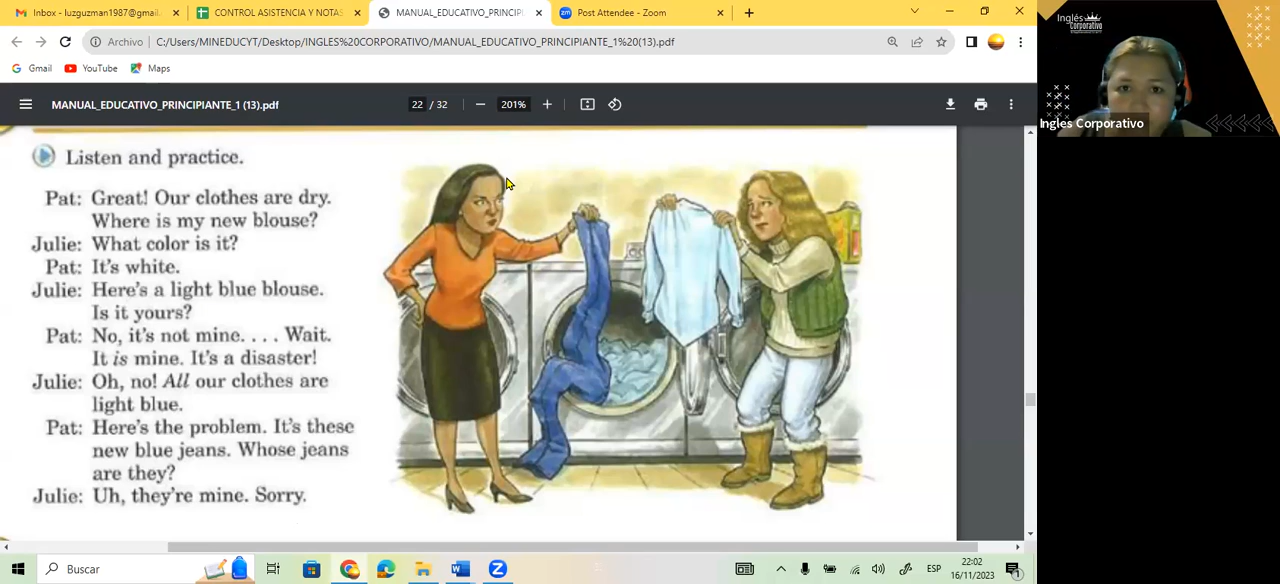 Inbox - luzguzman1987@gmail.
CONTROL ASISTENCIA Y NOTAS
MANUAL_EDUCATIVO_PRINCIPI
Post Attendee - Zoom
Archivo
C:/Users/MINEDUCYT/Desktop/INGLES%20CORPORATIVO/MANUAL_EDUCATIVO_PRINCIPIANTE_1%20(13).pdf
Gmail
YouTube
Maps
MANUAL_EDUCATIVO_PRINCIPIANTE_1 (13).pdf
22 / 32
201%
Listen and practice.
Pat: Great! Our clothes are dry.
Where is my new blouse?
Julie: What color is it?
Pat: It's white.
Julie: Here's a light blue blouse.
Is it yours?
Pat: No, it's not mine. . . . Wait.
It is mine. It's a disaster!
Julie: Oh, no! All our clothes are
light blue.
Pat: Here's the problem. It's these
new blue jeans. Whose jeans
are they?
Julie: Uh, they're mine. Sorry.
Inglés
Corporativo
Ingles Corporativo
Buscar
ESP
22:02
16/11/2023